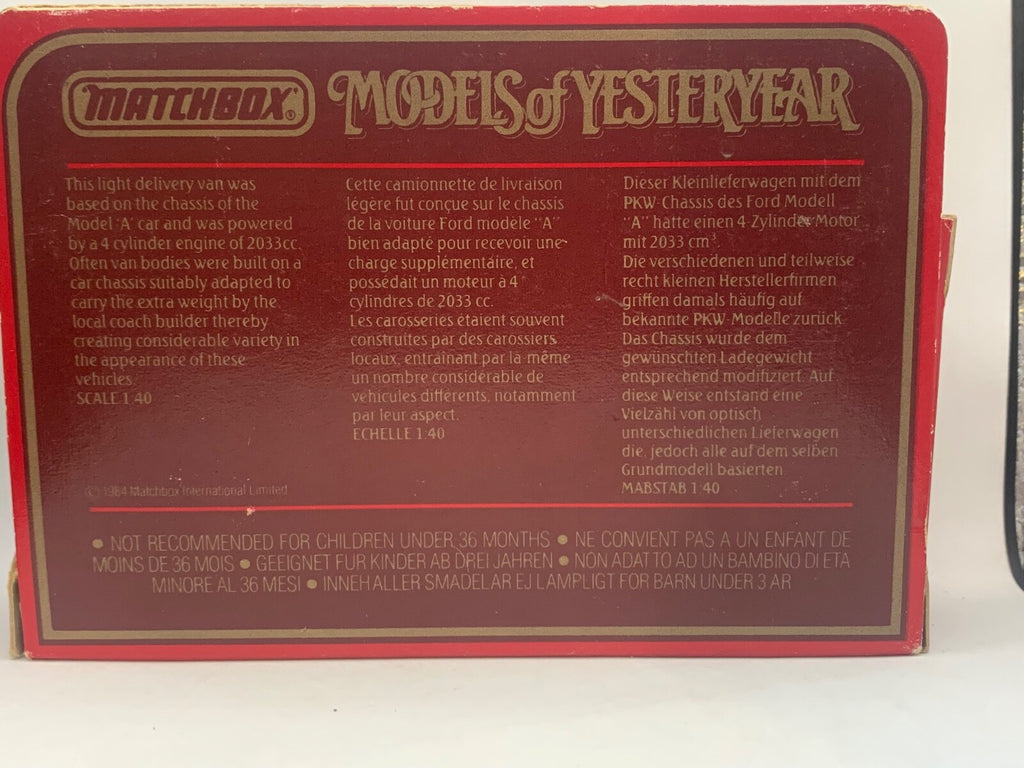 MATCHBOX®
MODELS of YESTERYEAR
This light delivery van was
based on the chassis of the
Model ‘A’ car and was powered
by a 4 cylinder engine of 2033cc.
Often van bodies were built on a
car chassis suitably adapted to
carry the extra weight by the
local coach builder thereby
creating considerable variety in
the appearance of these
vehicles.
SCALE 1:40
© 1984 Matchbox International Limited
Cette camionnette de livraison
légère fut conçue sur le chassis
de la voiture Ford modèle “A”
bien adapté pour recevoir une
charge supplémentaire, et
possédait un moteur à 4
cylindres de 2033 cc.
Les carosseries étaient souvent
construites par des carossiers
locaux, entraînant par la même
un nombre considérable de
véhicules différents, notamment
par leur aspect.
ECHELLE 1:40
Dieser Kleinlieferwagen mit dem
PKW-Chassis des Ford Modell
“A” hatte einen 4-Zylinder-Motor
mit 2033 cm³.
Die verschiedenen und teilweise
recht kleinen Herstellerfirmen
griffen damals häufig auf
bekannte PKW-Modelle zurück.
Das Chassis wurde dem
gewünschten Ladegewicht
entsprechend modifiziert. Auf
diese Weise entstand eine
Vielzahl von optisch
unterschiedlichen Lieferwagen
die, jedoch alle auf dem selben
Grundmodell basierten.
MABSTAB 1:40
• NOT RECOMMENDED FOR CHILDREN UNDER 36 MONTHS • NE CONVIENT PAS A UN ENFANT DE
MOINS DE 36 MOIS • GEEIGNET FUR KINDER AB DREI JAHREN • NON ADATTO AD UN BAMBINO DI ETA
MINORE AL 36 MESI • INNEHALLER SMADELAR EJ LAMPLIGT FOR BARN UNDER 3 AR